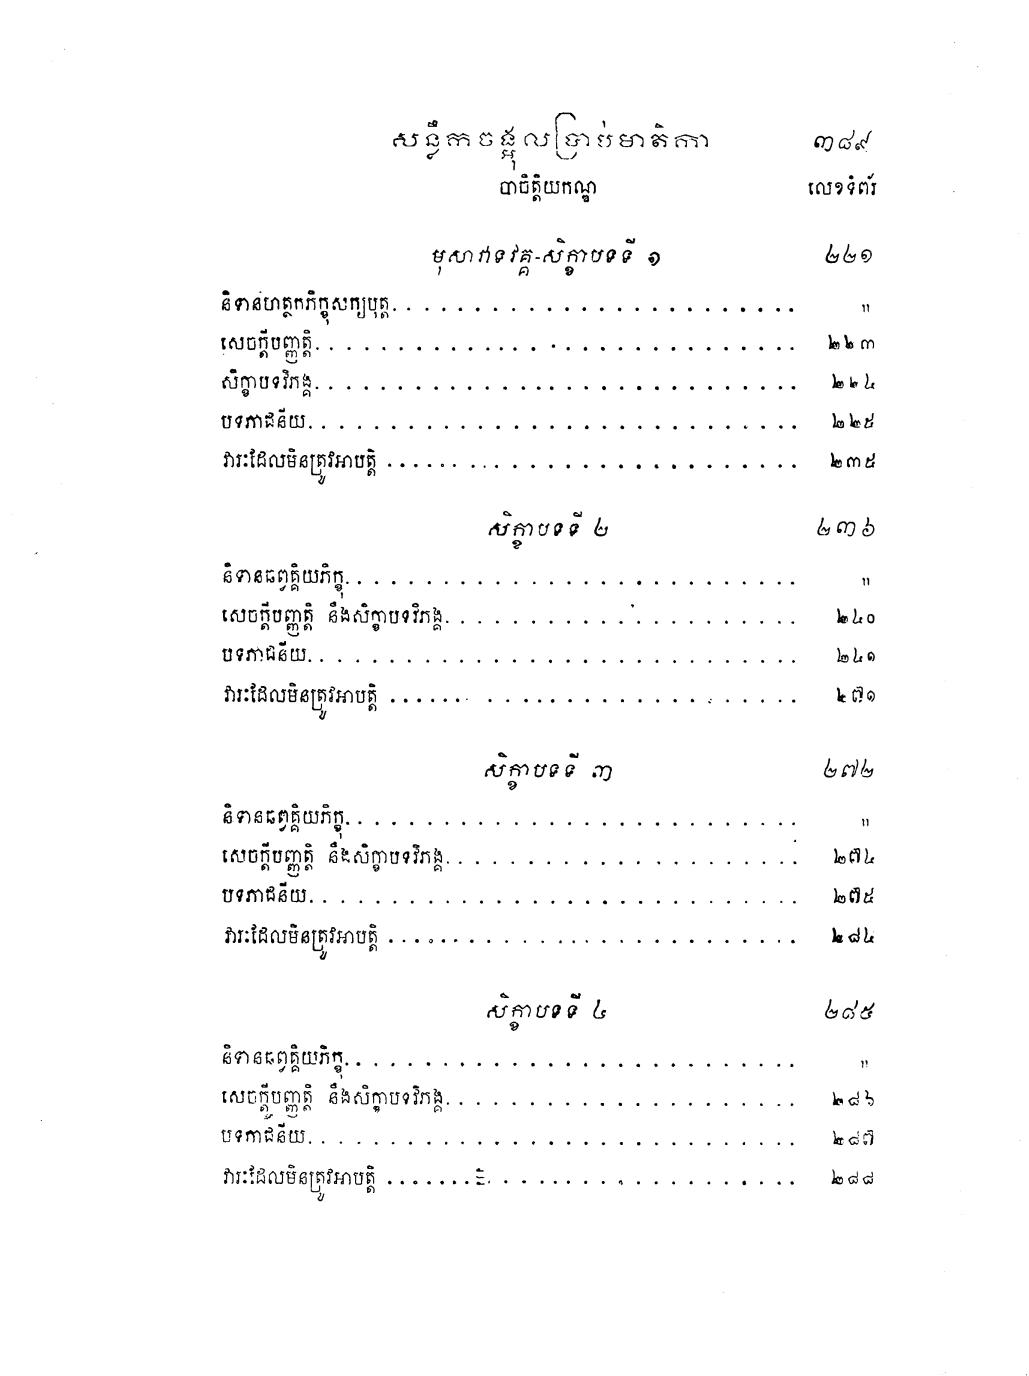 សន្លឹកចង្អុលប្រាប់មាតិកា ៣៨៩
បាចិត្តិយកណ្ឌ លេខទំព័រ
មុសាវាទវគ្គ-សិក្ខាបទទី ១ ២២១
និទានហត្ថកភិក្ខុសក្យបុត្ត. . . . . . . . . . . . . . . . . . . . . . . . . "
សេចក្តីបញ្ញត្តិ. . . . . . . . . . . . . . . . . . . . . . . . . . . . . . ២២៣
សិក្ខាបទវិភង្គ. . . . . . . . . . . . . . . . . . . . . . . . . . . . . . ២២៤
បទភាជនីយ. . . . . . . . . . . . . . . . . . . . . . . . . . . . . . ២២៥
វារៈដែលមិនត្រូវអាបត្តិ . . . . . . . . . . . . . . . . . . . . . . . . . ២៣៥
សិក្ខាបទទី ២ ២៣៦
និទានឆព្វគ្គិយភិក្ខុ. . . . . . . . . . . . . . . . . . . . . . . . . . . . "
សេចក្តីបញ្ញត្តិ នឹងសិក្ខាបទវិភង្គ. . . . . . . . . . . . . . . . . . . . . . ២៤០
បទភាជនីយ. . . . . . . . . . . . . . . . . . . . . . . . . . . . . . ២៤១
វារៈដែលមិនត្រូវអាបត្តិ . . . . . . . . . . . . . . . . . . . . . . . . . ២៧១
សិក្ខាបទទី ៣ ២៧២
និទានឆព្វគ្គិយភិក្ខុ. . . . . . . . . . . . . . . . . . . . . . . . . . . . "
សេចក្តីបញ្ញត្តិ នឹងសិក្ខាបទវិភង្គ. . . . . . . . . . . . . . . . . . . . . . ២៧៤
បទភាជនីយ. . . . . . . . . . . . . . . . . . . . . . . . . . . . . . ២៧៥
វារៈដែលមិនត្រូវអាបត្តិ . . . . . . . . . . . . . . . . . . . . . . . . . ២៨៤
សិក្ខាបទទី ៤ ២៨៥
និទានឆព្វគ្គិយភិក្ខុ. . . . . . . . . . . . . . . . . . . . . . . . . . . . "
សេចក្តីបញ្ញត្តិ នឹងសិក្ខាបទវិភង្គ. . . . . . . . . . . . . . . . . . . . . . ២៨៦
បទភាជនីយ. . . . . . . . . . . . . . . . . . . . . . . . . . . . . . ២៨៧
វារៈដែលមិនត្រូវអាបត្តិ . . . . . . . . . . . . . . . . . . . . . . . . . ២៨៨